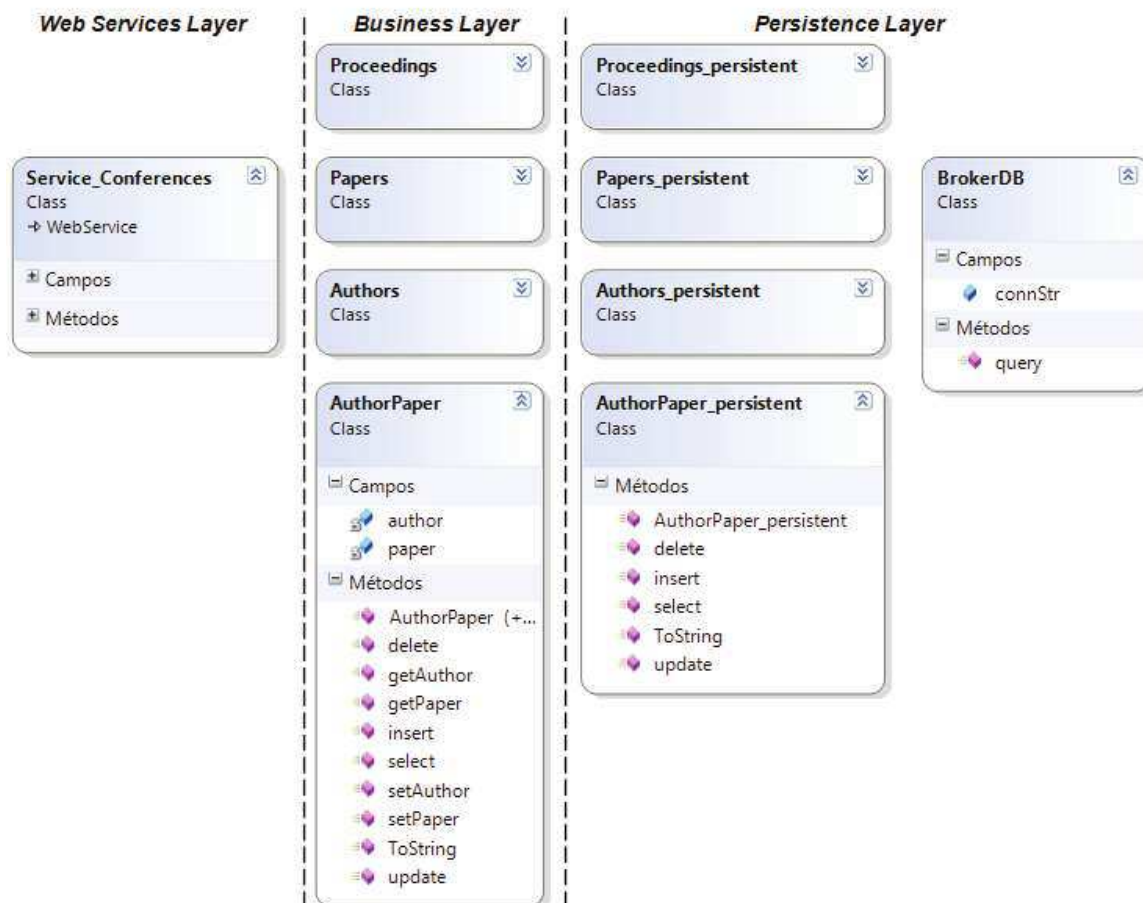 Web Services Layer
Business Layer
Persistence Layer
Service_Conferences
Class
WebService
Campos
Métodos
Proceedings
Class
Papers
Class
Authors
Class
AuthorPaper
Class
Campos
author
paper
Métodos
AuthorPaper (+...
delete
getAuthor
getPaper
insert
select
setAuthor
setPaper
ToString
update
Proceedings_persistent
Class
Papers_persistent
Class
Authors_persistent
Class
AuthorPaper_persistent
Class
Métodos
AuthorPaper_persistent
delete
insert
select
ToString
update
BrokerDB
Class
Campos
connStr
Métodos
query